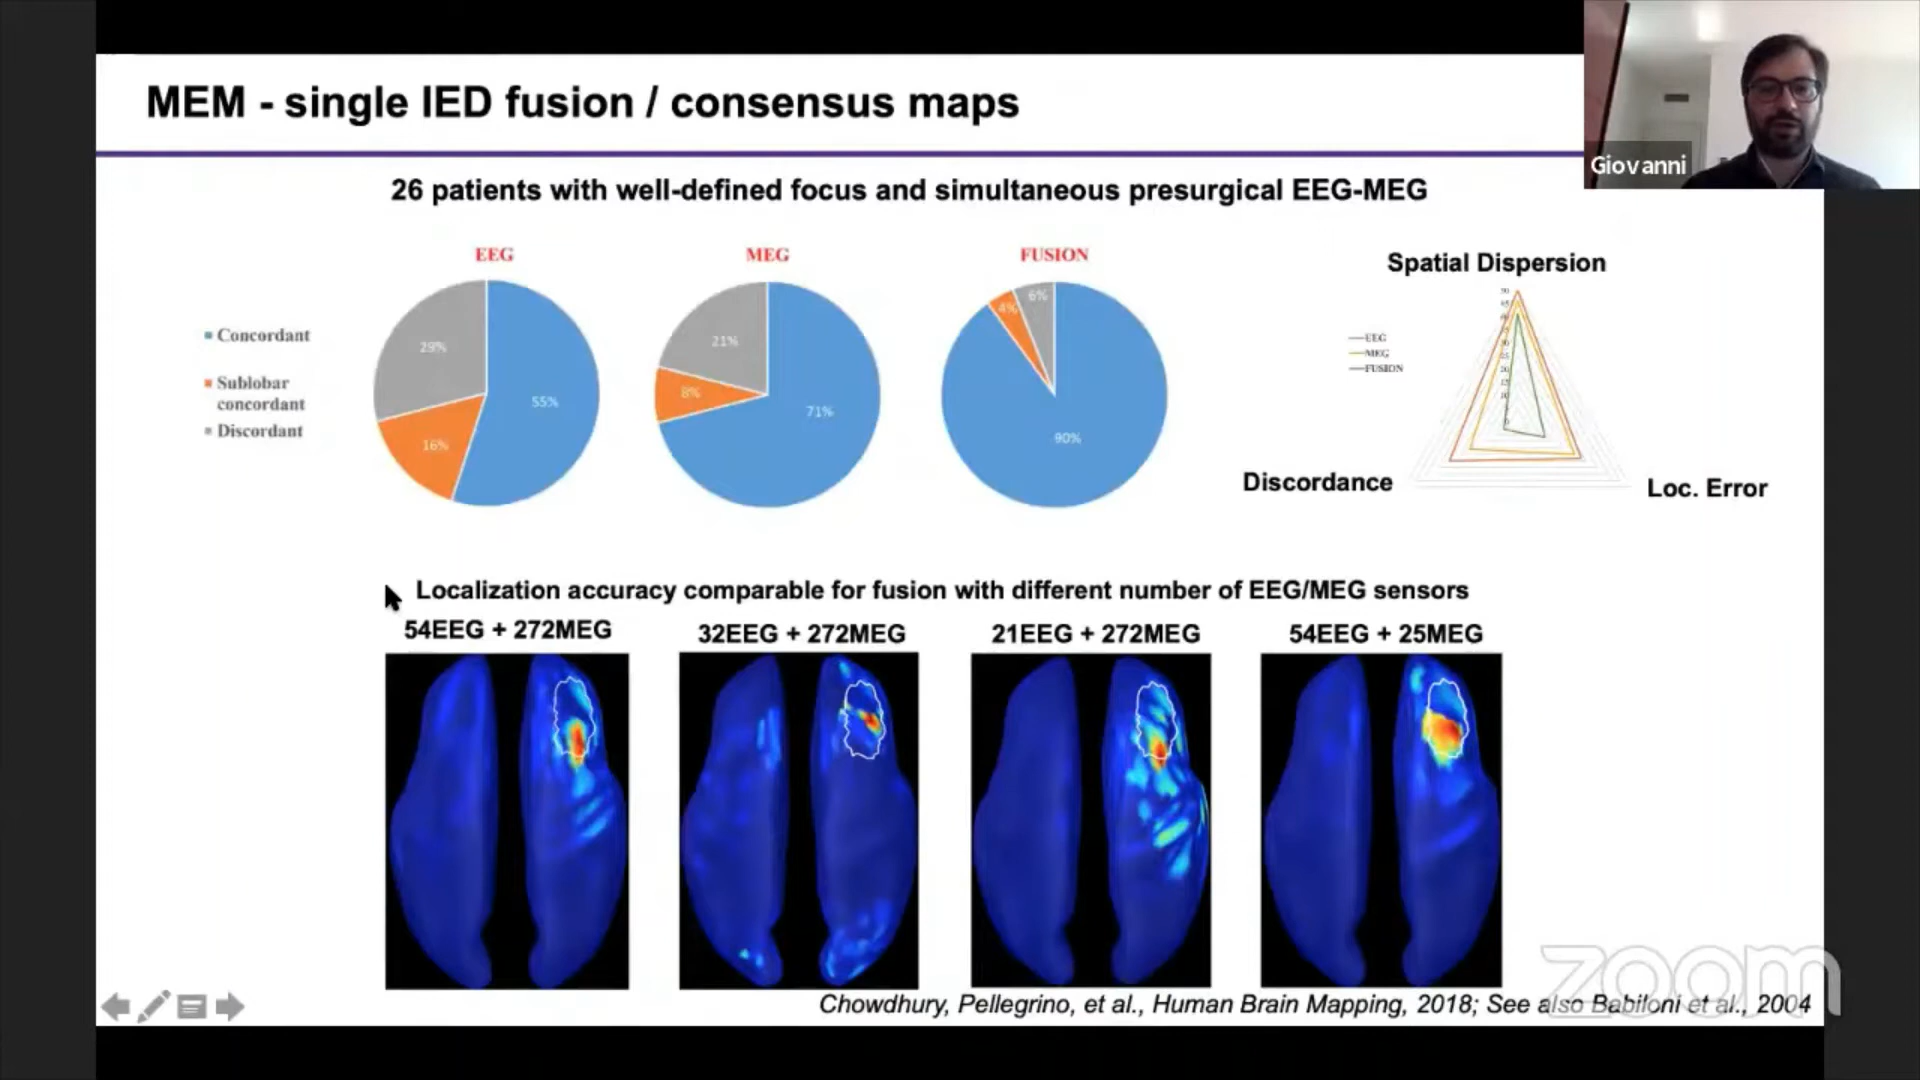 MEM - single IED fusion / consensus maps
Giovanni
26 patients with well-defined focus and simultaneous presurgical EEG-MEG
EEG
MEG
FUSION
Concordant
Sublobar
concordant
Discordant
29%
55%
16%
21%
8%
71%
4%
6%
90%
Spatial Dispersion
EEG
MEG
FUSION
Discordance
Loc. Error
Localization accuracy comparable for fusion with different number of EEG/MEG sensors
54EEG + 272MEG
32EEG + 272MEG
21EEG + 272MEG
54EEG + 25MEG
Chowdhury, Pellegrino, et al., Human Brain Mapping, 2018; See also Babiloni et al., 2004
zoom